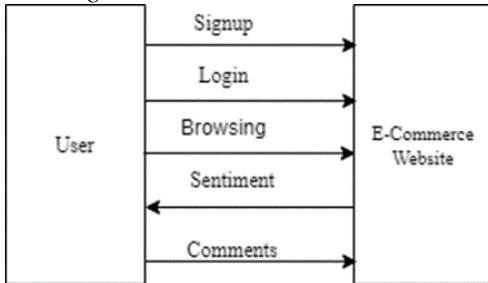 Signup
Login
Browsing
User
E-Commerce
Website
Sentiment
Comments